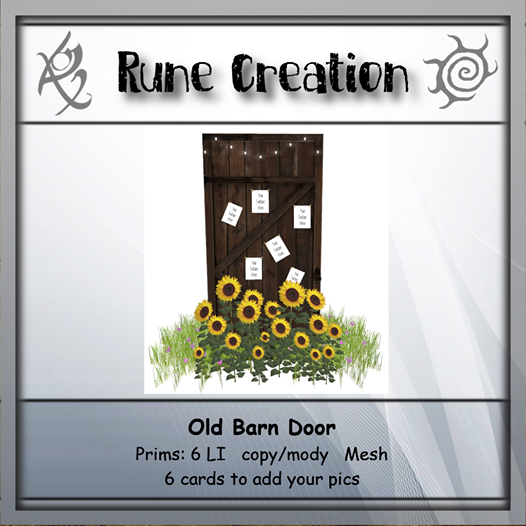 Rune Creation
Old Barn Door
Prims: 6 LI copy/mody Mesh
6 cards to add your pics